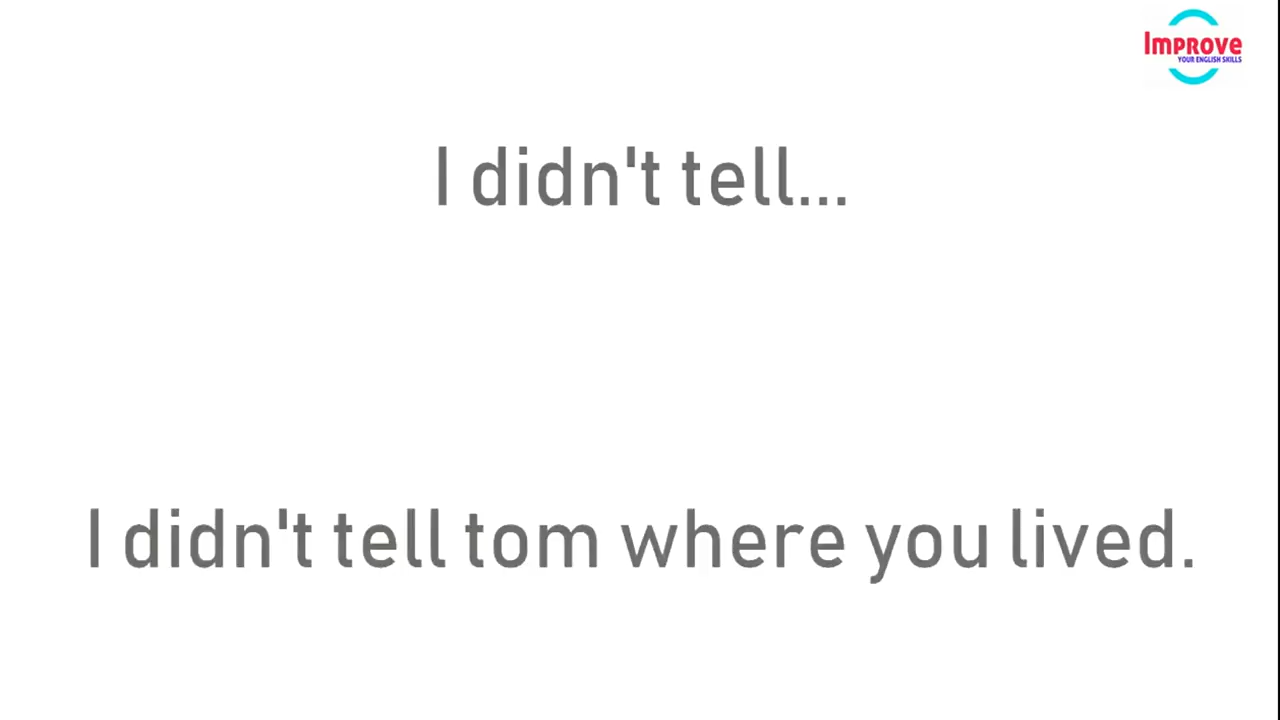 Improve
YOUR ENGLISH SKILLS
I didn't tell...
I didn't tell tom where you lived.